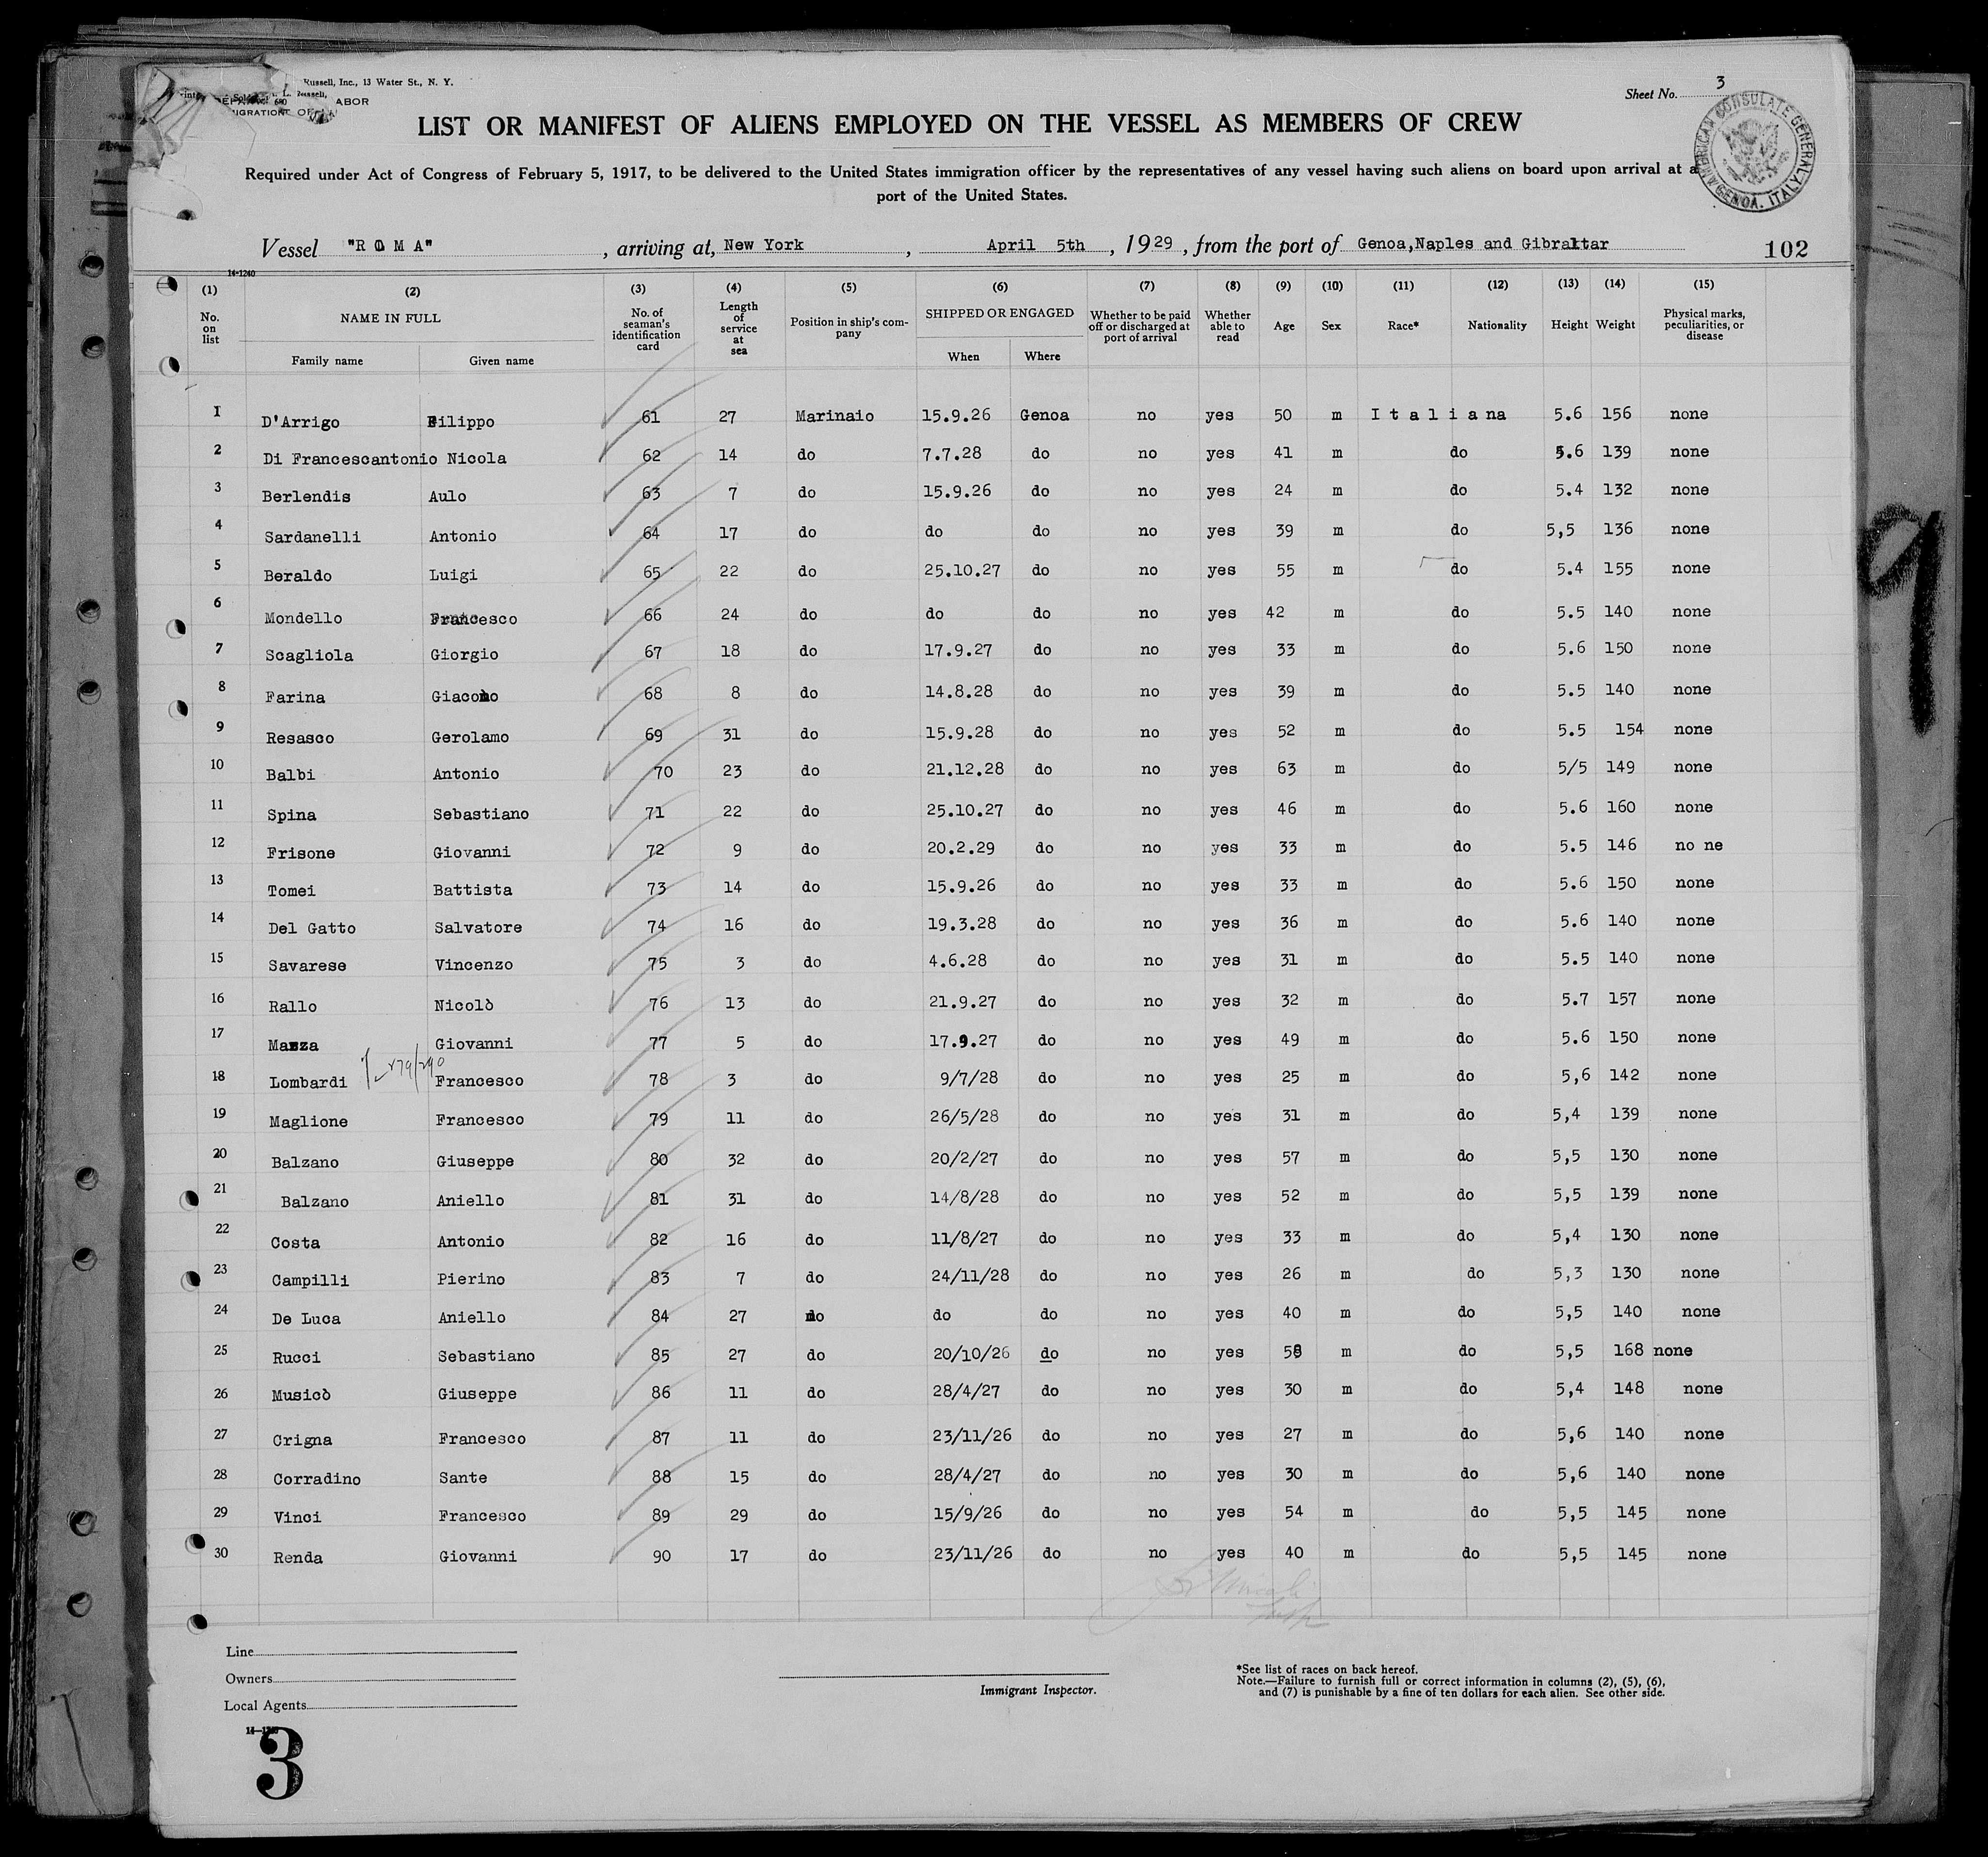 Russell, Inc., 13 Water St., N. Y.
Sheet No. 3
LIST OR MANIFEST OF ALIENS EMPLOYED ON THE VESSEL AS MEMBERS OF CREW
AMERICAN CONSULATE GENERAL GENOA, ITALY
Required under Act of Congress of February 5, 1917, to be delivered to the United States immigration officer by the representatives of any vessel having such aliens on board upon arrival at a
port of the United States.
Vessel "ROMA", arriving at, New York, April 5th, 1929, from the port of Genoa,Naples and Gibraltar 102
14-1240
(1) (2) (3) (4) (5) (6) (7) (8) (9) (10) (11) (12) (13) (14) (15)
No. on list NAME IN FULL Family name Given name No. of seaman's identification card Length of service at sea Position in ship's company SHIPPED OR ENGAGED When Where Whether to be paid off or discharged at port of arrival Whether able to read Age Sex Race* Nationality Height Weight Physical marks, peculiarities, or disease
1 D'Arrigo Filippo 61 27 Marinaio 15.9.26 Genoa no yes 50 m Italiana 5.6 156 none
2 Di Francescantonio Nicola 62 14 do 7.7.28 do no yes 41 m do 5.6 139 none
3 Berlendis Aulo 63 7 do 15.9.26 do no yes 24 m do 5.4 132 none
4 Sardanelli Antonio 64 17 do do do no yes 39 m do 5,5 136 none
5 Beraldo Luigi 65 22 do 25.10.27 do no yes 55 m do 5.4 155 none
6 Mondello Francesco 66 24 do do do no yes 42 m do 5.5 140 none
7 Scagliola Giorgio 67 18 do 17.9.27 do no yes 33 m do 5.6 150 none
8 Farina Giacomo 68 8 do 14.8.28 do no yes 39 m do 5.5 140 none
9 Resasco Gerolamo 69 31 do 15.9.28 do no yes 52 m do 5.5 154 none
10 Balbi Antonio 70 23 do 21.12.28 do no yes 63 m do 5/5 149 none
11 Spina Sebastiano 71 22 do 25.10.27 do no yes 46 m do 5.6 160 none
12 Frisone Giovanni 72 9 do 20.2.29 do no yes 33 m do 5.5 146 no ne
13 Tomei Battista 73 14 do 15.9.26 do no yes 33 m do 5.6 150 none
14 Del Gatto Salvatore 74 16 do 19.3.28 do no yes 36 m do 5.6 140 none
15 Savarese Vincenzo 75 3 do 4.6.28 do no yes 31 m do 5.5 140 none
16 Rallo Nicolò 76 13 do 21.9.27 do no yes 32 m do 5.7 157 none
17 Mazza Giovanni 77 5 do 17.9.27 do no yes 49 m do 5.6 150 none
18 Lombardi Francesco 78 3 do 9/7/28 do no yes 25 m do 5,6 142 none
19 Maglione Francesco 79 11 do 26/5/28 do no yes 31 m do 5,4 139 none
20 Balzano Giuseppe 80 32 do 20/2/27 do no yes 57 m do 5,5 130 none
21 Balzano Aniello 81 31 do 14/8/28 do no yes 52 m do 5,5 139 none
22 Costa Antonio 82 16 do 11/8/27 do no yes 33 m do 5,4 130 none
23 Campilli Pierino 83 7 do 24/11/28 do no yes 26 m do 5,3 130 none
24 De Luca Aniello 84 27 do do do no yes 40 m do 5,5 140 none
25 Rucci Sebastiano 85 27 do 20/10/26 do no yes 58 m do 5,5 168 none
26 Musicò Giuseppe 86 11 do 28/4/27 do no yes 30 m do 5,4 148 none
27 Crigna Francesco 87 11 do 23/11/26 do no yes 27 m do 5,6 140 none
28 Corradino Sante 88 15 do 28/4/27 do no yes 30 m do 5,6 140 none
29 Vinci Francesco 89 29 do 15/9/26 do no yes 54 m do 5,5 145 none
30 Renda Giovanni 90 17 do 23/11/26 do no yes 40 m do 5,5 145 none
Line
Owners
Local Agents
Immigrant Inspector.
*See list of races on back hereof.
Note.—Failure to furnish full or correct information in columns (2), (5), (6),
and (7) is punishable by a fine of ten dollars for each alien. See other side.
3
9